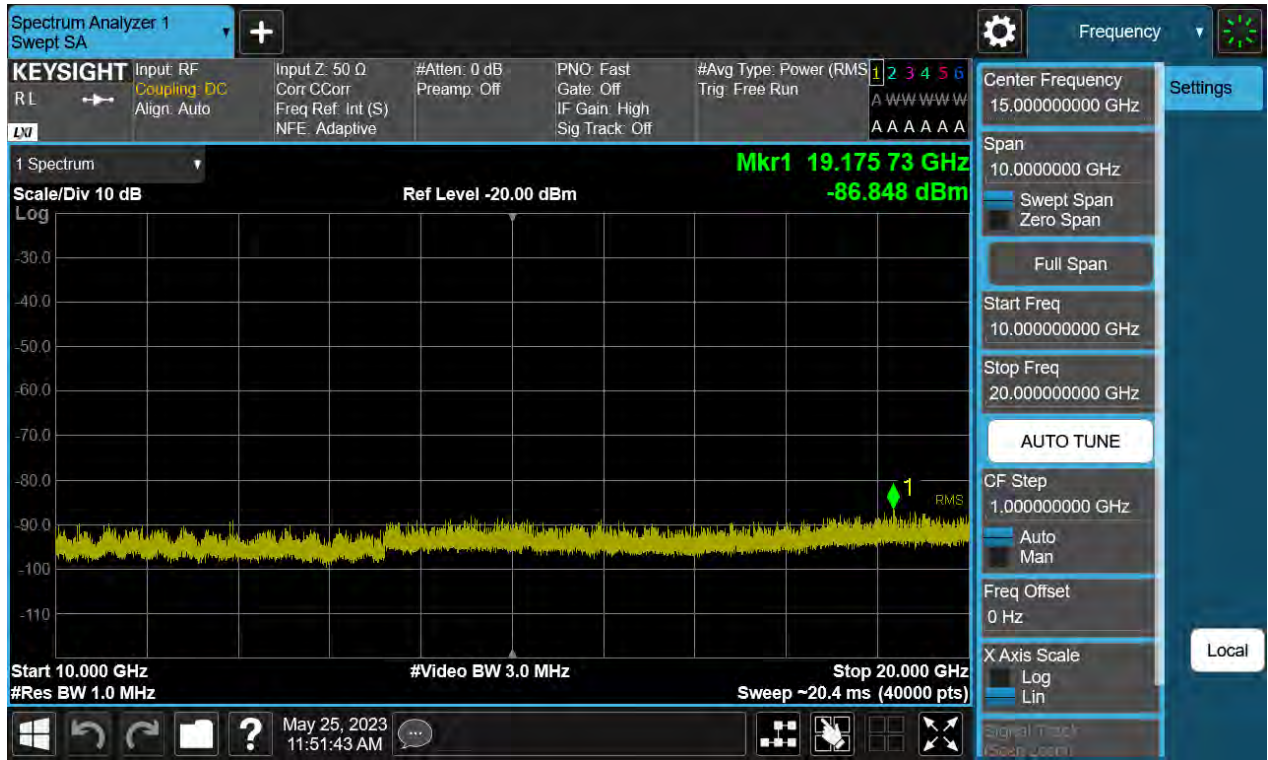 Spectrum Analyzer 1
Swept SA
+
Frequency
KEYSIGHT
RL
LXI
Input: RF
Coupling: DC
Align: Auto
Input Z: 50 Ω
Corr CCorr
Freq Ref: Int (S)
NFE: Adaptive
#Atten: 0 dB
Preamp: Off
PNO: Fast
Gate: Off
IF Gain: High
Sig Track: Off
#Avg Type: Power (RMS
Trig: Free Run
1 2 3 4 5 6
A W W W W W
A A A A A A
1 Spectrum
Scale/Div 10 dB
Ref Level -20.00 dBm
Mkr1 19.175 73 GHz
-86.848 dBm
Log
-30.0
-40.0
-50.0
-60.0
-70.0
-80.0
-90.0
-100
-110
1
RMS
Start 10.000 GHz
#Video BW 3.0 MHz
Stop 20.000 GHz
#Res BW 1.0 MHz
Sweep ~20.4 ms (40000 pts)
?
May 25, 2023
11:51:43 AM
Center Frequency
15.000000000 GHz
Settings
Span
10.0000000 GHz
Swept Span
Zero Span
Full Span
Start Freq
10.000000000 GHz
Stop Freq
20.000000000 GHz
AUTO TUNE
CF Step
1.000000000 GHz
Auto
Man
Freq Offset
0 Hz
X Axis Scale
Log
Lin
Local
Signal Track
(Span Zoom)